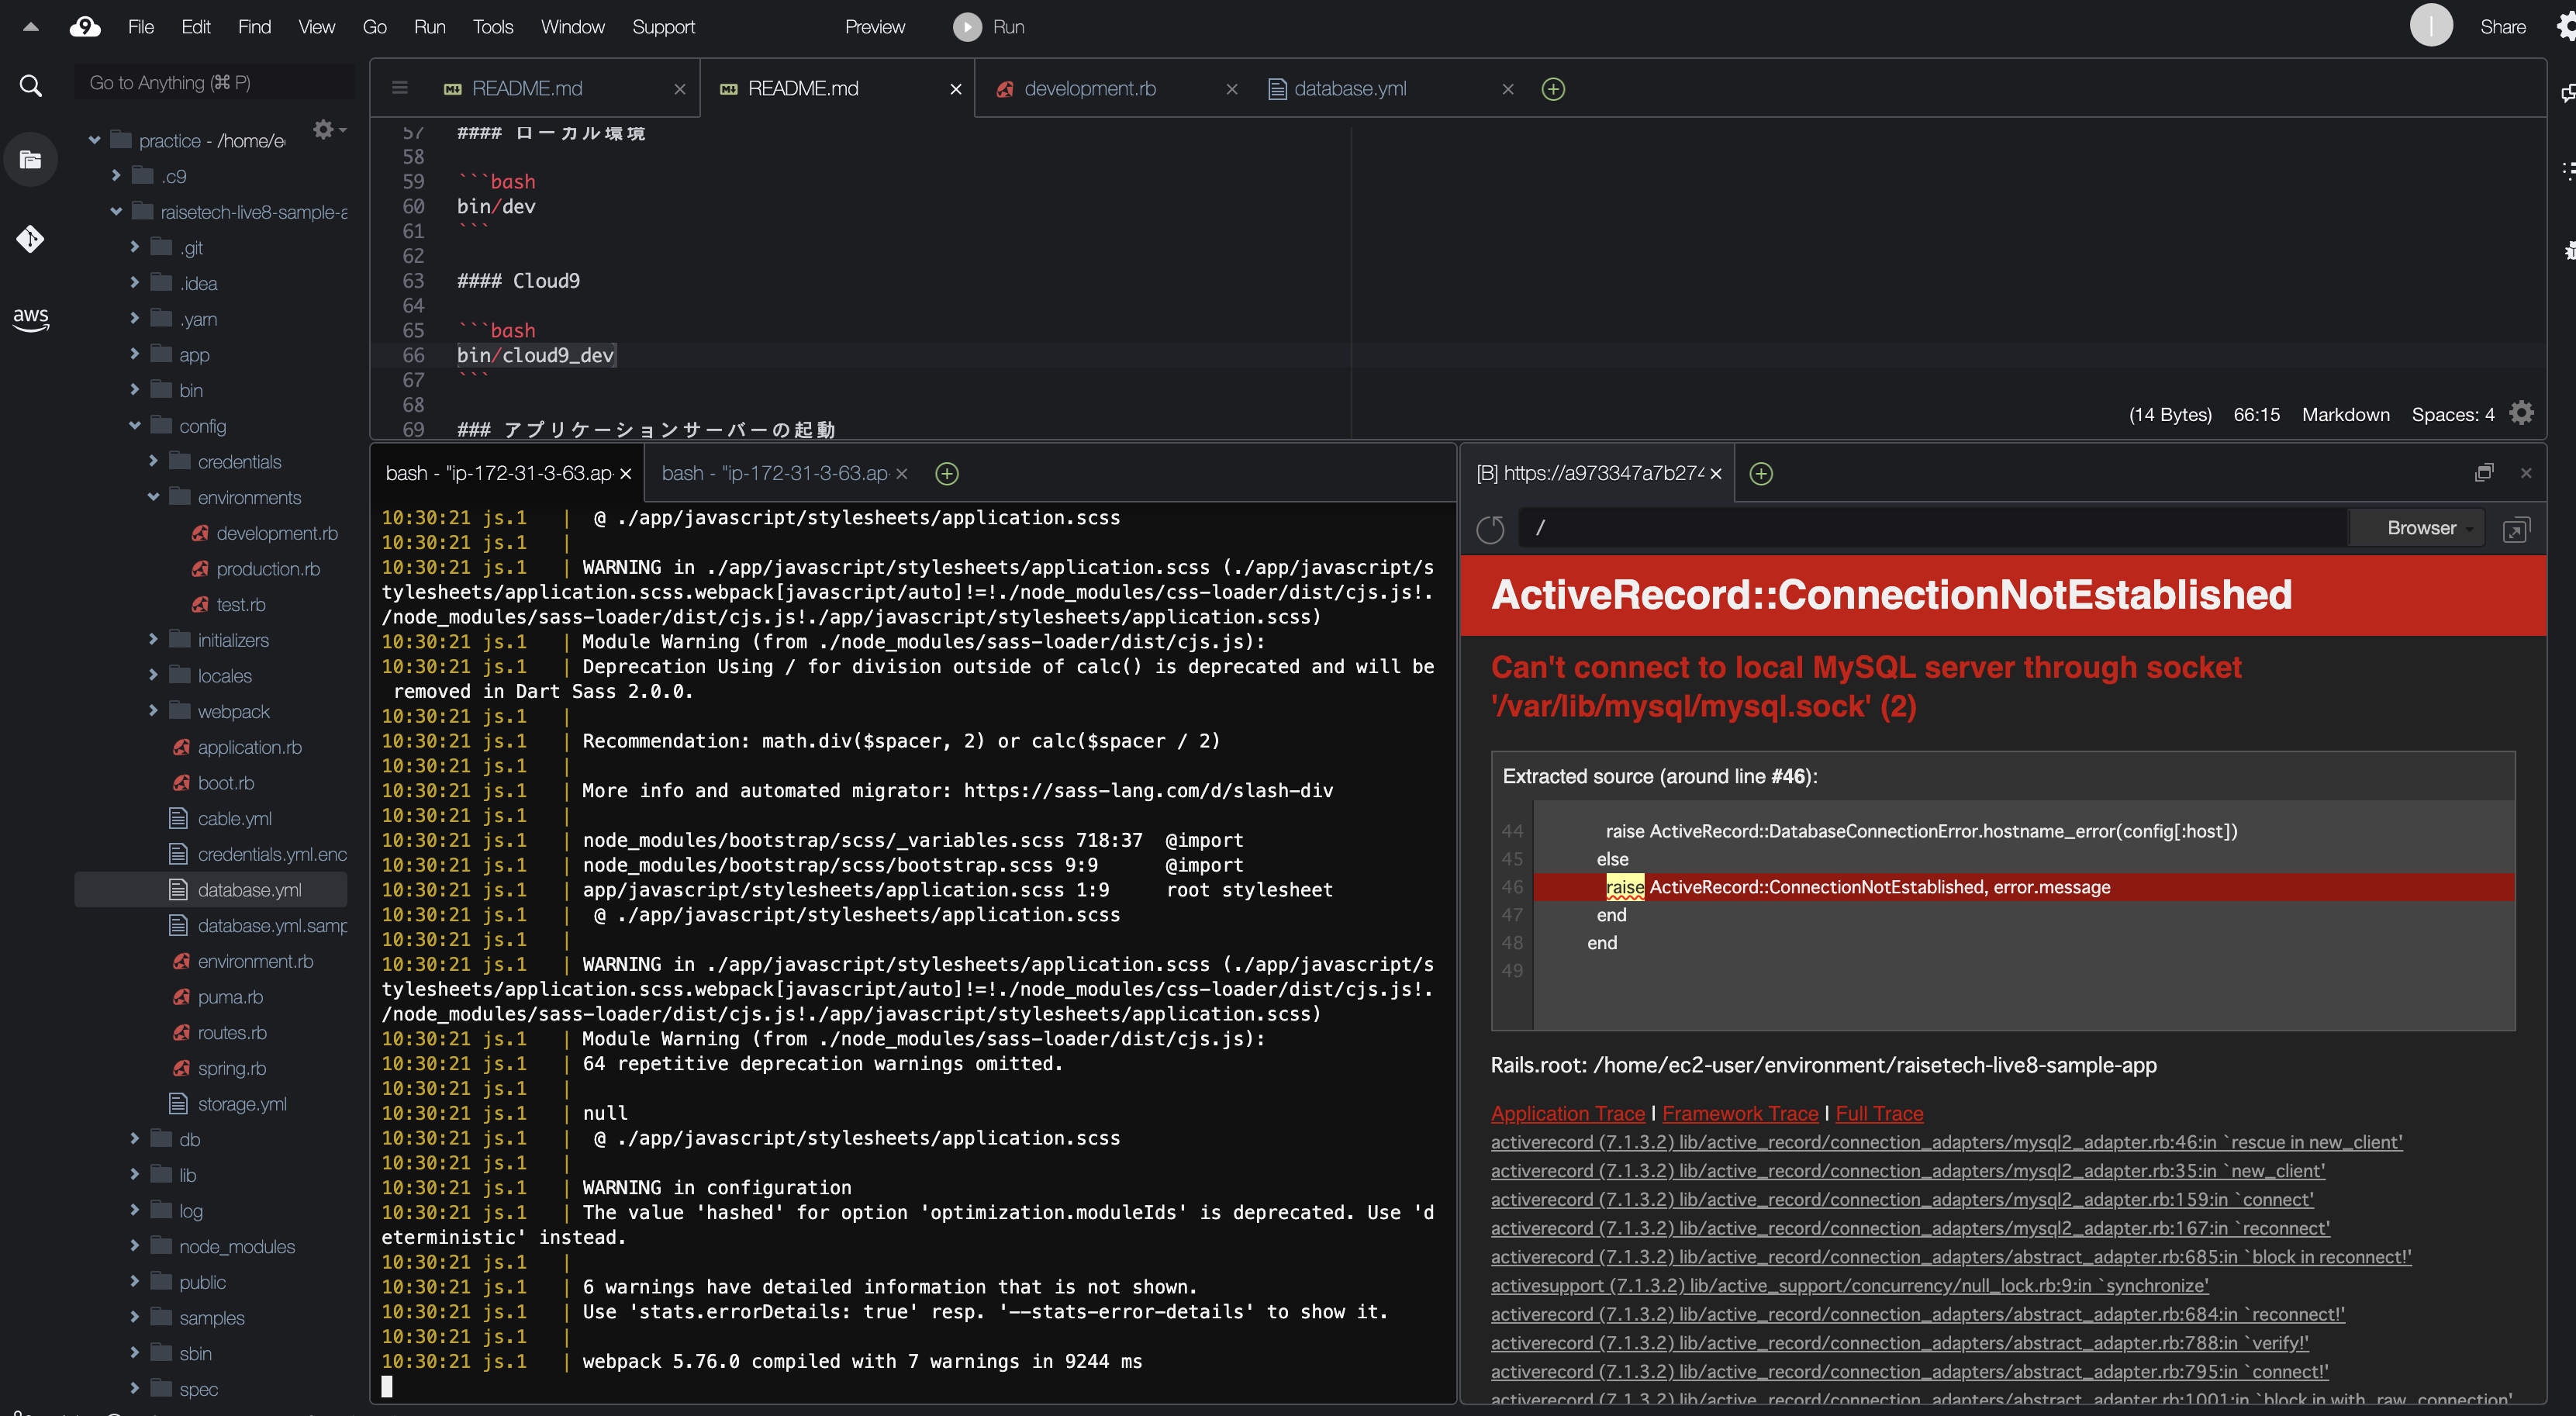 File Edit Find View Go Run Tools Window Support Preview Run Share
Go to Anything (⌘ P)
aws
practice - /home/e
.c9
raisetech-live8-sample-a
.git
.idea
.yarn
app
bin
config
credentials
environments
development.rb
production.rb
test.rb
initializers
locales
webpack
application.rb
boot.rb
cable.yml
credentials.yml.enc
database.yml
database.yml.samp
environment.rb
puma.rb
routes.rb
spring.rb
storage.yml
db
lib
log
node_modules
public
samples
sbin
spec
README.md README.md development.rb database.yml
57 #### ローカル環境
58
59 ```bash
60 bin/dev
61 ```
62
63 #### Cloud9
64
65 ```bash
66 bin/cloud9_dev
67 ```
68
69 ### アプリケーションサーバーの起動
(14 Bytes) 66:15 Markdown Spaces: 4
bash - "ip-172-31-3-63.ap- bash - "ip-172-31-3-63.ap-
10:30:21 js.1 | @ ./app/javascript/stylesheets/application.scss
10:30:21 js.1 |
10:30:21 js.1 | WARNING in ./app/javascript/stylesheets/application.scss (./app/javascript/s
tylesheets/application.scss.webpack[javascript/auto]!=!./node_modules/css-loader/dist/cjs.js!.
/node_modules/sass-loader/dist/cjs.js!./app/javascript/stylesheets/application.scss)
10:30:21 js.1 | Module Warning (from ./node_modules/sass-loader/dist/cjs.js):
10:30:21 js.1 | Deprecation Using / for division outside of calc() is deprecated and will be
removed in Dart Sass 2.0.0.
10:30:21 js.1 |
10:30:21 js.1 | Recommendation: math.div($spacer, 2) or calc($spacer / 2)
10:30:21 js.1 |
10:30:21 js.1 | More info and automated migrator: https://sass-lang.com/d/slash-div
10:30:21 js.1 |
10:30:21 js.1 | node_modules/bootstrap/scss/_variables.scss 718:37 @import
10:30:21 js.1 | node_modules/bootstrap/scss/bootstrap.scss 9:9 @import
10:30:21 js.1 | app/javascript/stylesheets/application.scss 1:9 root stylesheet
10:30:21 js.1 | @ ./app/javascript/stylesheets/application.scss
10:30:21 js.1 |
10:30:21 js.1 | WARNING in ./app/javascript/stylesheets/application.scss (./app/javascript/s
tylesheets/application.scss.webpack[javascript/auto]!=!./node_modules/css-loader/dist/cjs.js!.
/node_modules/sass-loader/dist/cjs.js!./app/javascript/stylesheets/application.scss)
10:30:21 js.1 | Module Warning (from ./node_modules/sass-loader/dist/cjs.js):
10:30:21 js.1 | 64 repetitive deprecation warnings omitted.
10:30:21 js.1 |
10:30:21 js.1 | null
10:30:21 js.1 | @ ./app/javascript/stylesheets/application.scss
10:30:21 js.1 |
10:30:21 js.1 | WARNING in configuration
10:30:21 js.1 | The value 'hashed' for option 'optimization.moduleIds' is deprecated. Use 'd
eterministic' instead.
10:30:21 js.1 |
10:30:21 js.1 | 6 warnings have detailed information that is not shown.
10:30:21 js.1 | Use 'stats.errorDetails: true' resp. '--stats-error-details' to show it.
10:30:21 js.1 |
10:30:21 js.1 | webpack 5.76.0 compiled with 7 warnings in 9244 ms
[B] https://a973347a7b274
/ Browser
ActiveRecord::ConnectionNotEstablished
Can't connect to local MySQL server through socket
'/var/lib/mysql/mysql.sock' (2)
Extracted source (around line #46):
44 raise ActiveRecord::DatabaseConnectionError.hostname_error(config[:host])
45 else
46 raise ActiveRecord::ConnectionNotEstablished, error.message
47 end
48 end
49
Rails.root: /home/ec2-user/environment/raisetech-live8-sample-app
Application Trace | Framework Trace | Full Trace
activerecord (7.1.3.2) lib/active_record/connection_adapters/mysql2_adapter.rb:46:in `rescue in new_client'
activerecord (7.1.3.2) lib/active_record/connection_adapters/mysql2_adapter.rb:35:in `new_client'
activerecord (7.1.3.2) lib/active_record/connection_adapters/mysql2_adapter.rb:159:in `connect'
activerecord (7.1.3.2) lib/active_record/connection_adapters/mysql2_adapter.rb:167:in `reconnect'
activerecord (7.1.3.2) lib/active_record/connection_adapters/abstract_adapter.rb:685:in `block in reconnect!'
activesupport (7.1.3.2) lib/active_support/concurrency/null_lock.rb:9:in `synchronize'
activerecord (7.1.3.2) lib/active_record/connection_adapters/abstract_adapter.rb:684:in `reconnect!'
activerecord (7.1.3.2) lib/active_record/connection_adapters/abstract_adapter.rb:788:in `verify!'
activerecord (7.1.3.2) lib/active_record/connection_adapters/abstract_adapter.rb:795:in `connect!'
activerecord (7.1.3.2) lib/active_record/connection_adapters/abstract_adapter.rb:1001:in `block in with_raw_connection'